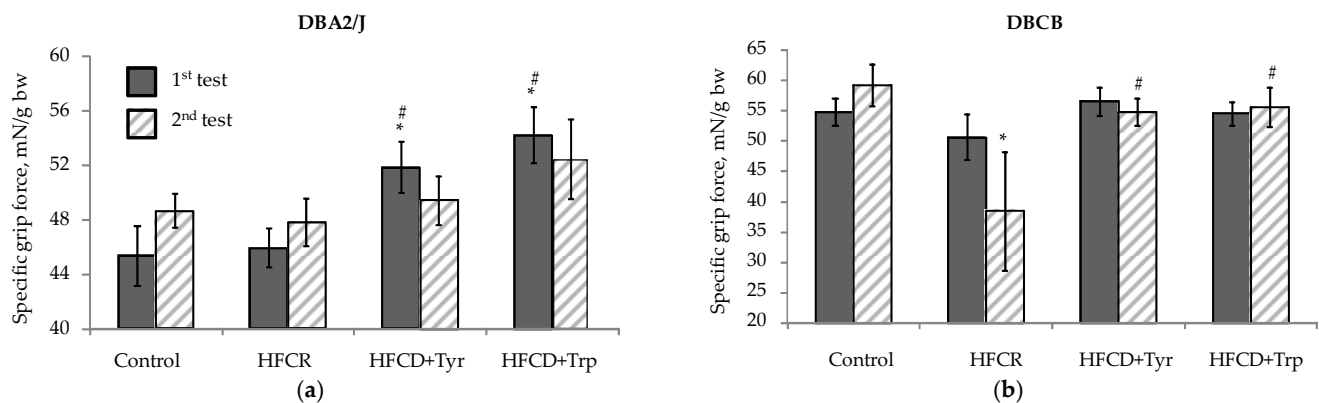 DBA2/J
Specific grip force, mN/g bw
60
56
52
48
44
40
1st test
2nd test
#
*
#
*
Control HFCR HFCD+Tyr HFCD+Trp
(a)
DBCB
Specific grip force, mN/g bw
65
60
55
50
45
40
35
30
25
20
*
#
#
Control HFCR HFCD+Tyr HFCD+Trp
(b)